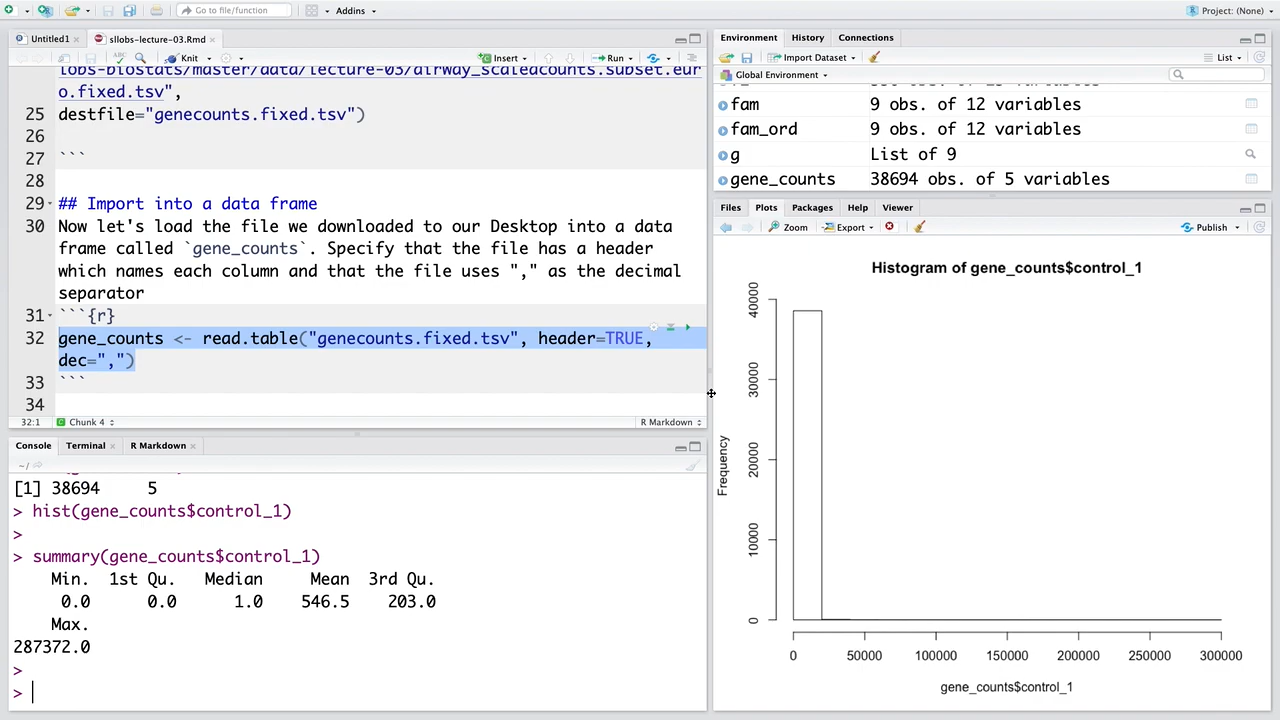 Go to file/function
Addins
Project: (None)
Untitled1
sllobs-lecture-03.Rmd
Knit
Insert
Run
lobs-biostats/master/data/lecture-03/airway_scaledcounts.subset.eur
o.fixed.tsv",
25 destfile="genecounts.fixed.tsv")
26
27 ```
28
29 ## Import into a data frame
30 Now let's load the file we downloaded to our Desktop into a data
frame called `gene_counts`. Specify that the file has a header
which names each column and that the file uses "," as the decimal
separator
31 ```{r}
32 gene_counts <- read.table("genecounts.fixed.tsv", header=TRUE,
dec=",")
33 ```
34
32:1 Chunk 4 R Markdown
Console Terminal R Markdown
~/
[1] 38694 5
> hist(gene_counts$control_1)
>
> summary(gene_counts$control_1)
Min. 1st Qu. Median Mean 3rd Qu.
0.0 0.0 1.0 546.5 203.0
Max.
287372.0
>
>
Environment History Connections
Import Dataset List
Global Environment
fam 9 obs. of 12 variables
fam_ord 9 obs. of 12 variables
g List of 9
gene_counts 38694 obs. of 5 variables
Files Plots Packages Help Viewer
Zoom Export Publish
Histogram of gene_counts$control_1
Frequency
40000
30000
20000
10000
0
0 50000 100000 150000 200000 250000 300000
gene_counts$control_1